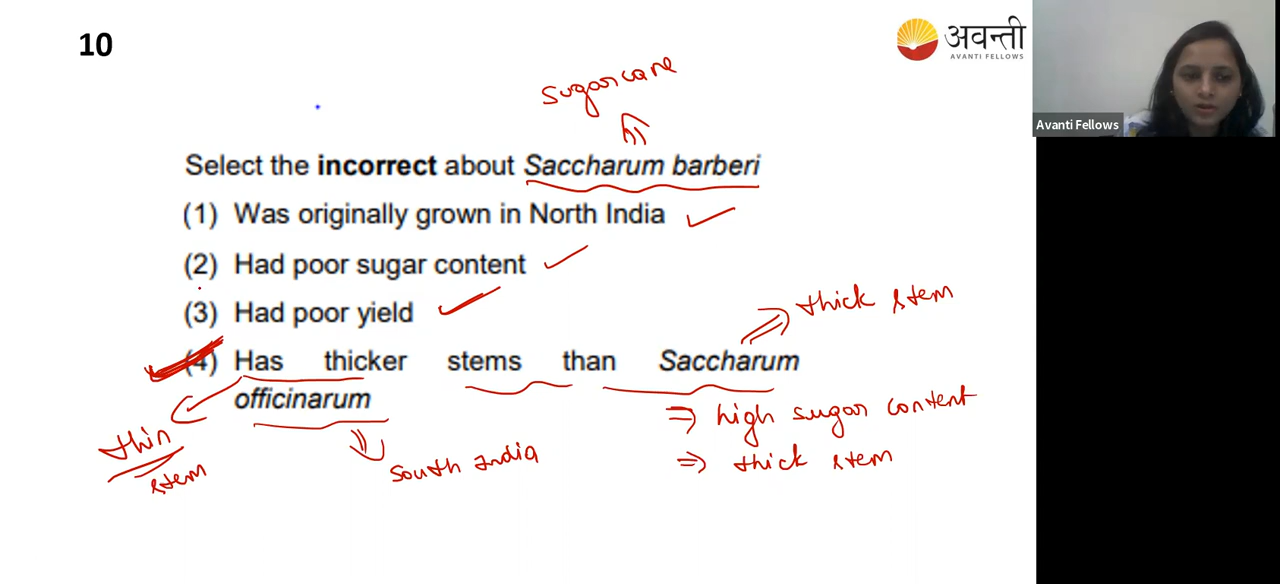 10
अवन्ती
AVANTI FELLOWS
Avanti Fellows
Sugarcane
Select the incorrect about Saccharum barberi
(1) Was originally grown in North India
(2) Had poor sugar content
(3) Had poor yield
thick stem
(4) Has thicker stems than Saccharum
officinarum
⇒ high sugar content
thin
stem
South India
⇒ thick stem